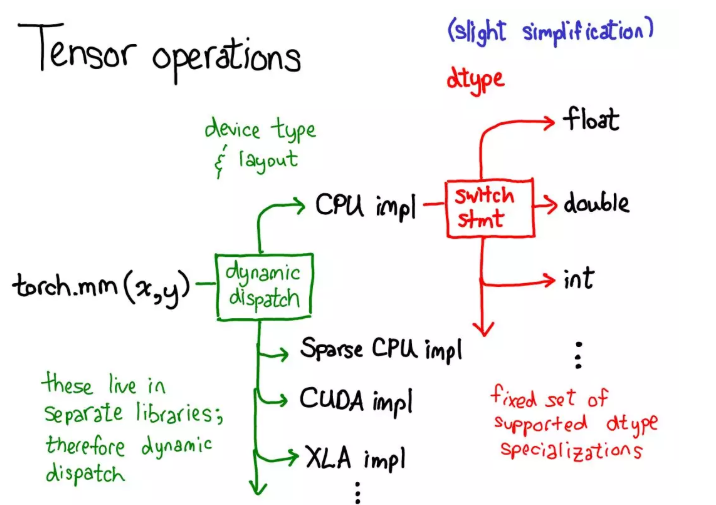 Tensor operations
(slight simplification)
dtype
device type
& layout
float
CPU impl
switch
stmt
double
torch.mm(x,y)
dynamic
dispatch
int
Sparse CPU impl
CUDA impl
XLA impl
these live in
separate libraries;
therefore dynamic
dispatch
fixed set of
supported dtype
specializations